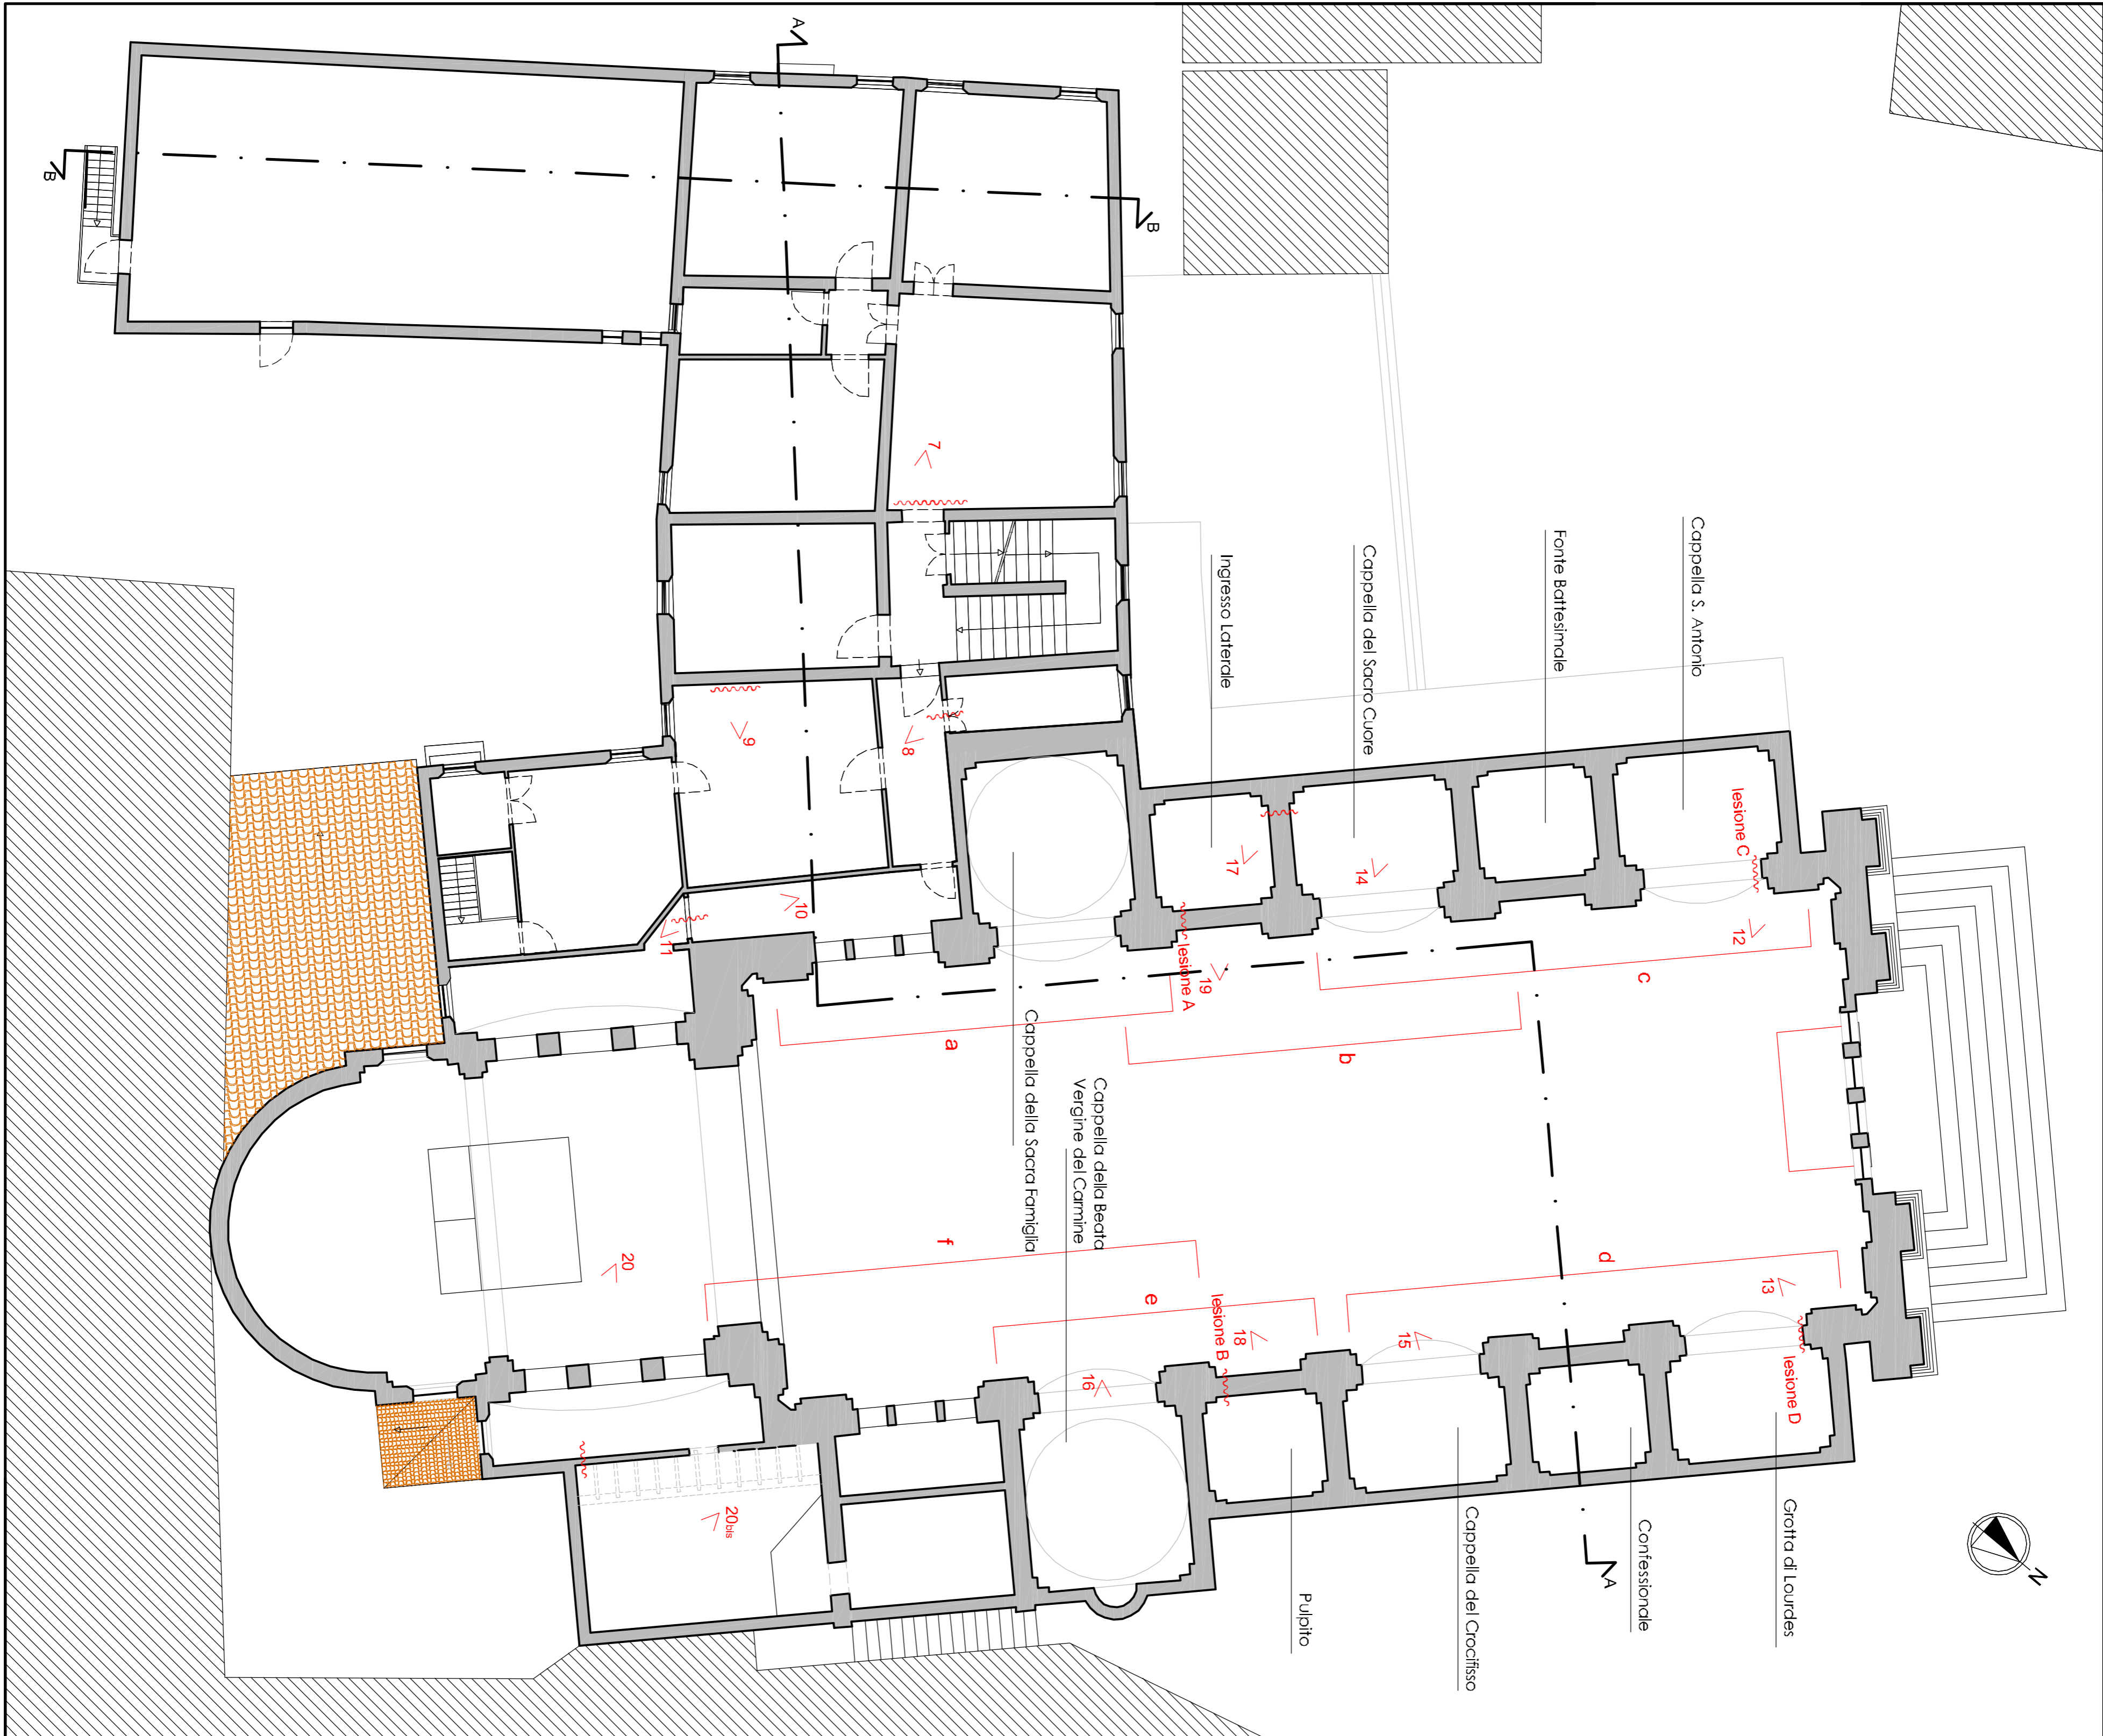 A
B
B
7
8
9
10
11
Ingresso Laterale
Cappella del Sacro Cuore
Fonte Battesimale
Cappella S. Antonio
lesione C
17
14
12
lesione A
19
a
b
c
Cappella della Sacra Famiglia
Cappella della Beata
Vergine del Carmine
20
f
e
d
lesione B
18
15
13
16
lesione D
20bis
Pulpito
Cappella del Crocifisso
Confessionale
Grotta di Lourdes
A
N